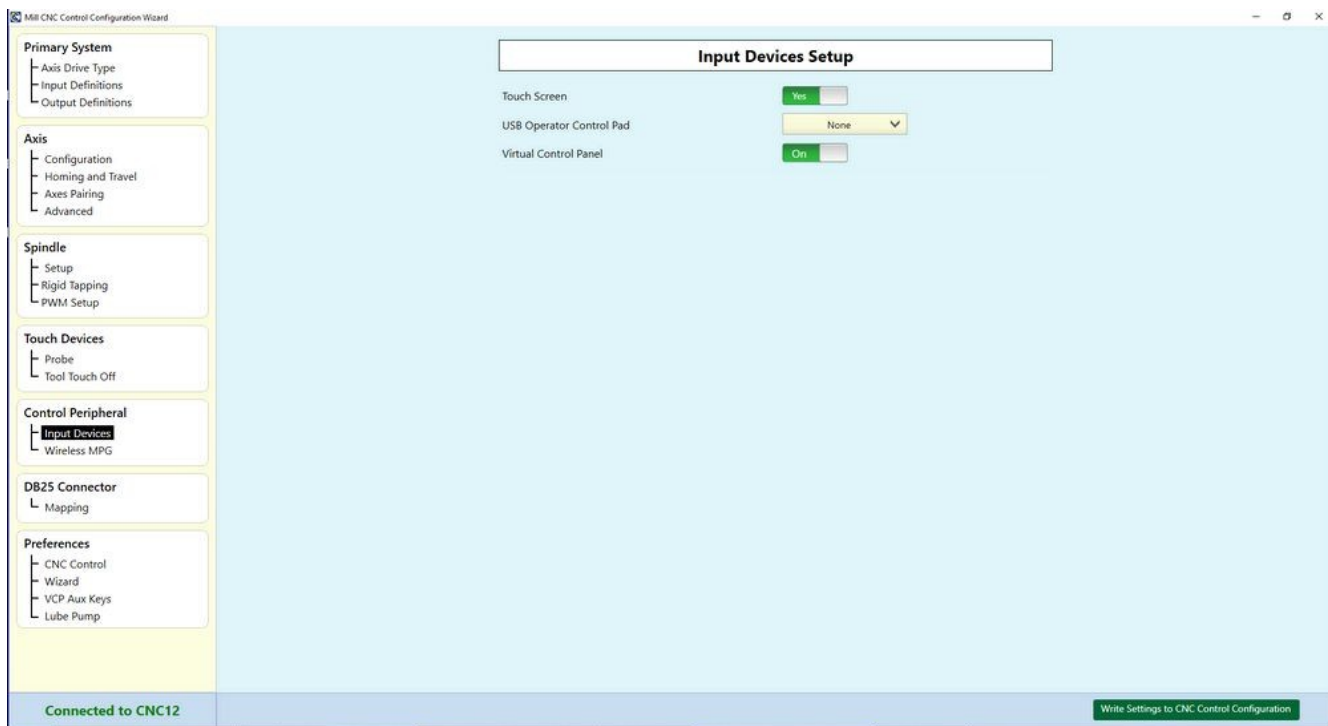 Mill CNC Control Configuration Wizard
Primary System
Axis Drive Type
Input Definitions
Output Definitions
Axis
Configuration
Homing and Travel
Axes Pairing
Advanced
Spindle
Setup
Rigid Tapping
PWM Setup
Touch Devices
Probe
Tool Touch Off
Control Peripheral
Input Devices
Wireless MPG
DB25 Connector
Mapping
Preferences
CNC Control
Wizard
VCP Aux Keys
Lube Pump
Connected to CNC12
Input Devices Setup
Touch Screen Yes
USB Operator Control Pad None
Virtual Control Panel On
Write Settings to CNC Control Configuration